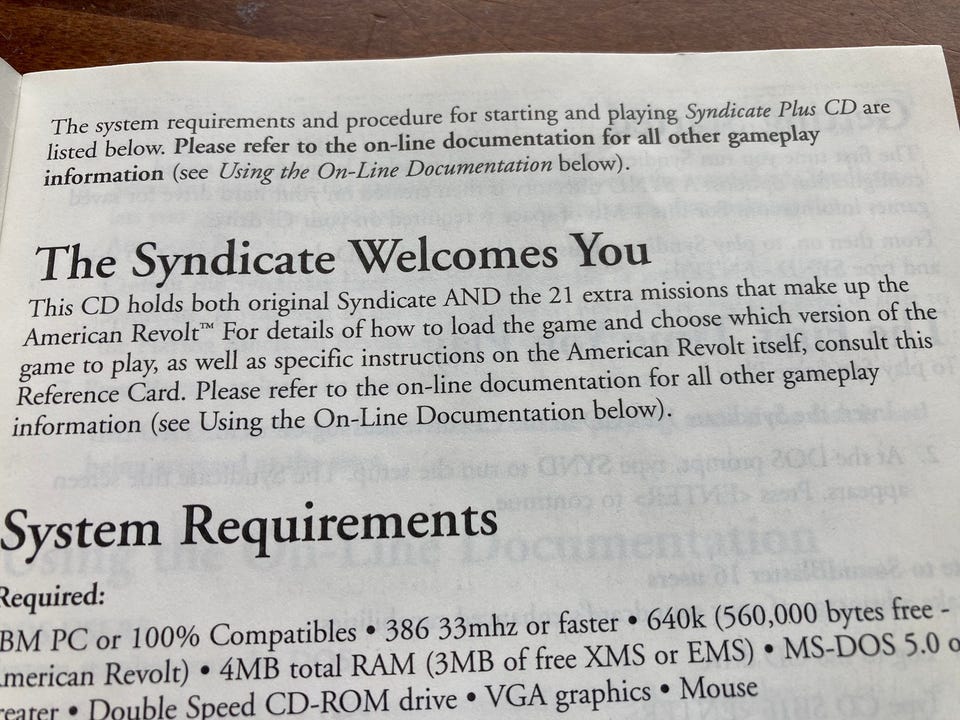 The system requirements and procedure for starting and playing Syndicate Plus CD are
listed below. Please refer to the on-line documentation for all other gameplay
information (see Using the On-Line Documentation below).
The Syndicate Welcomes You
This CD holds both original Syndicate AND the 21 extra missions that make up the
American Revolt™ For details of how to load the game and choose which version of the
game to play, as well as specific instructions on the American Revolt itself, consult this
Reference Card. Please refer to the on-line documentation for all other gameplay
information (see Using the On-Line Documentation below).
System Requirements
Required:
BM PC or 100% Compatibles • 386 33mhz or faster • 640k (560,000 bytes free -
merican Revolt) • 4MB total RAM (3MB of free XMS or EMS) • MS-DOS 5.0 o
eater • Double Speed CD-ROM drive • VGA graphics • Mouse